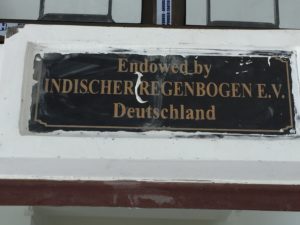 Endowed by
INDISCHER REGENBOGEN E.V.
Deutschland